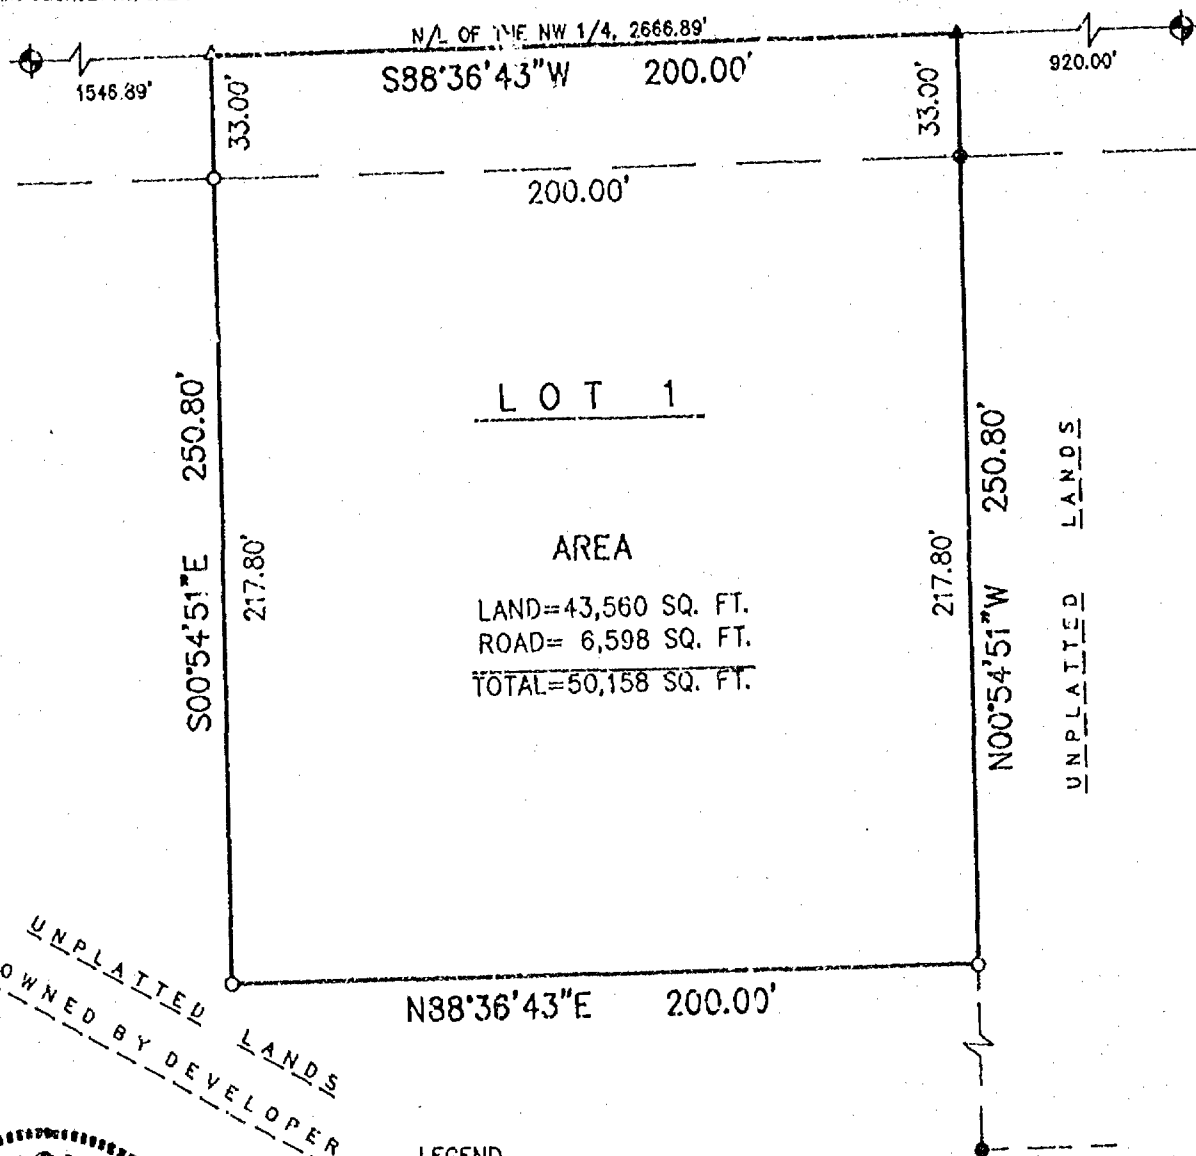 N/L OF THE NW 1/4, 2666.89'
S88°36'43"W 200.00'
1546.89'
920.00'
33.00'
33.00'
200.00'
LOT 1
S00°54'51"E 250.80'
217.80'
N00°54'51"W 250.80'
217.80'
UNPLATTED LANDS
AREA
LAND=43,560 SQ. FT.
ROAD= 6,598 SQ. FT.
TOTAL=50,158 SQ. FT.
N88°36'43"E 200.00'
UNPLATTED LANDS
OWNED BY DEVELOPER
LEGEND